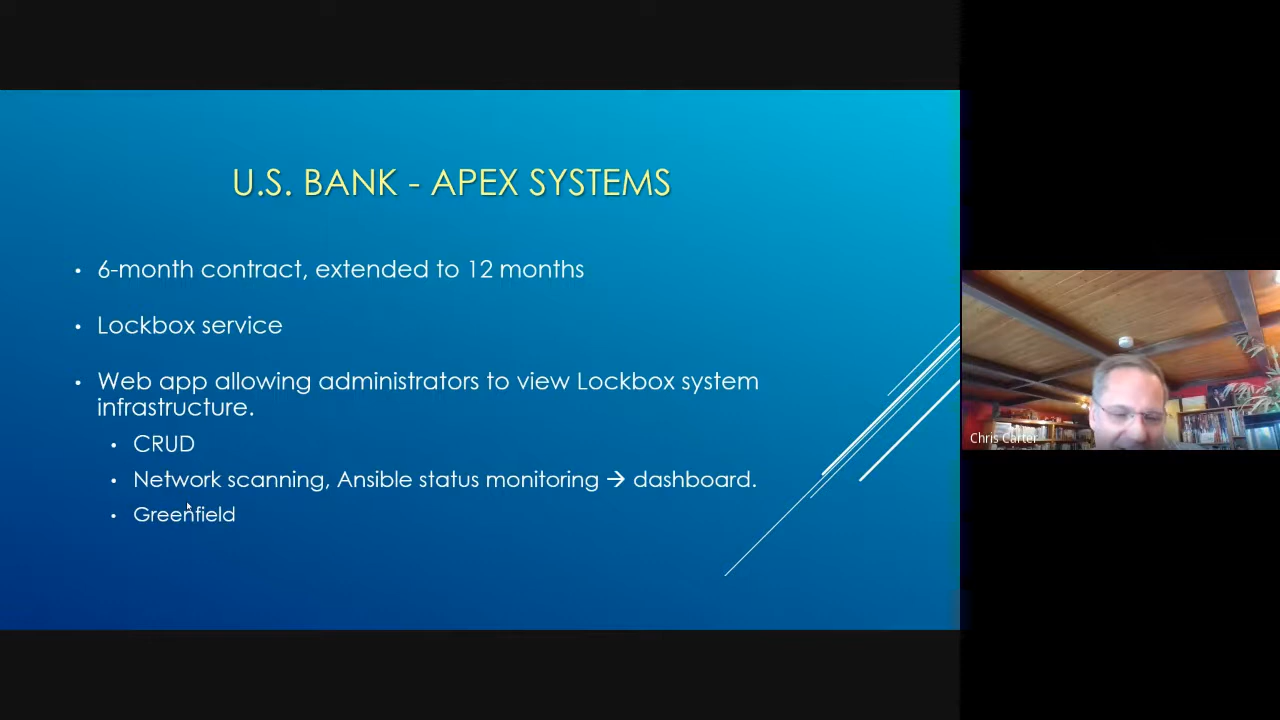 U.S. BANK - APEX SYSTEMS
• 6-month contract, extended to 12 months
• Lockbox service
• Web app allowing administrators to view Lockbox system
infrastructure.
• CRUD
• Network scanning, Ansible status monitoring → dashboard.
• Greenfield
Chris Carter